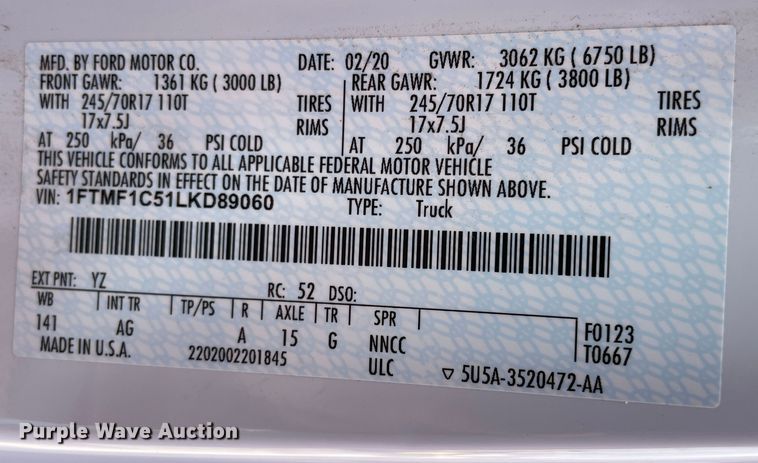 MFD. BY FORD MOTOR CO. DATE: 02/20 GVWR: 3062 KG ( 6750 LB)
FRONT GAWR: 1361 KG ( 3000 LB) REAR GAWR: 1724 KG ( 3800 LB)
WITH 245/70R17 110T TIRES WITH 245/70R17 110T TIRES
17x7.5J RIMS 17x7.5J RIMS
AT 250 kPa/ 36 PSI COLD AT 250 kPa/ 36 PSI COLD
THIS VEHICLE CONFORMS TO ALL APPLICABLE FEDERAL MOTOR VEHICLE
SAFETY STANDARDS IN EFFECT ON THE DATE OF MANUFACTURE SHOWN ABOVE.
VIN: 1FTMF1C51LKD89060 TYPE: Truck
EXT PNT: YZ RC: 52 DSO:
WB INT TR TP/PS R AXLE TR SPR
141 AG A 15 G NNCC F0123
MADE IN U.S.A. 2202002201845 ULC T0667
▽ 5U5A-3520472-AA
Purple Wave Auction